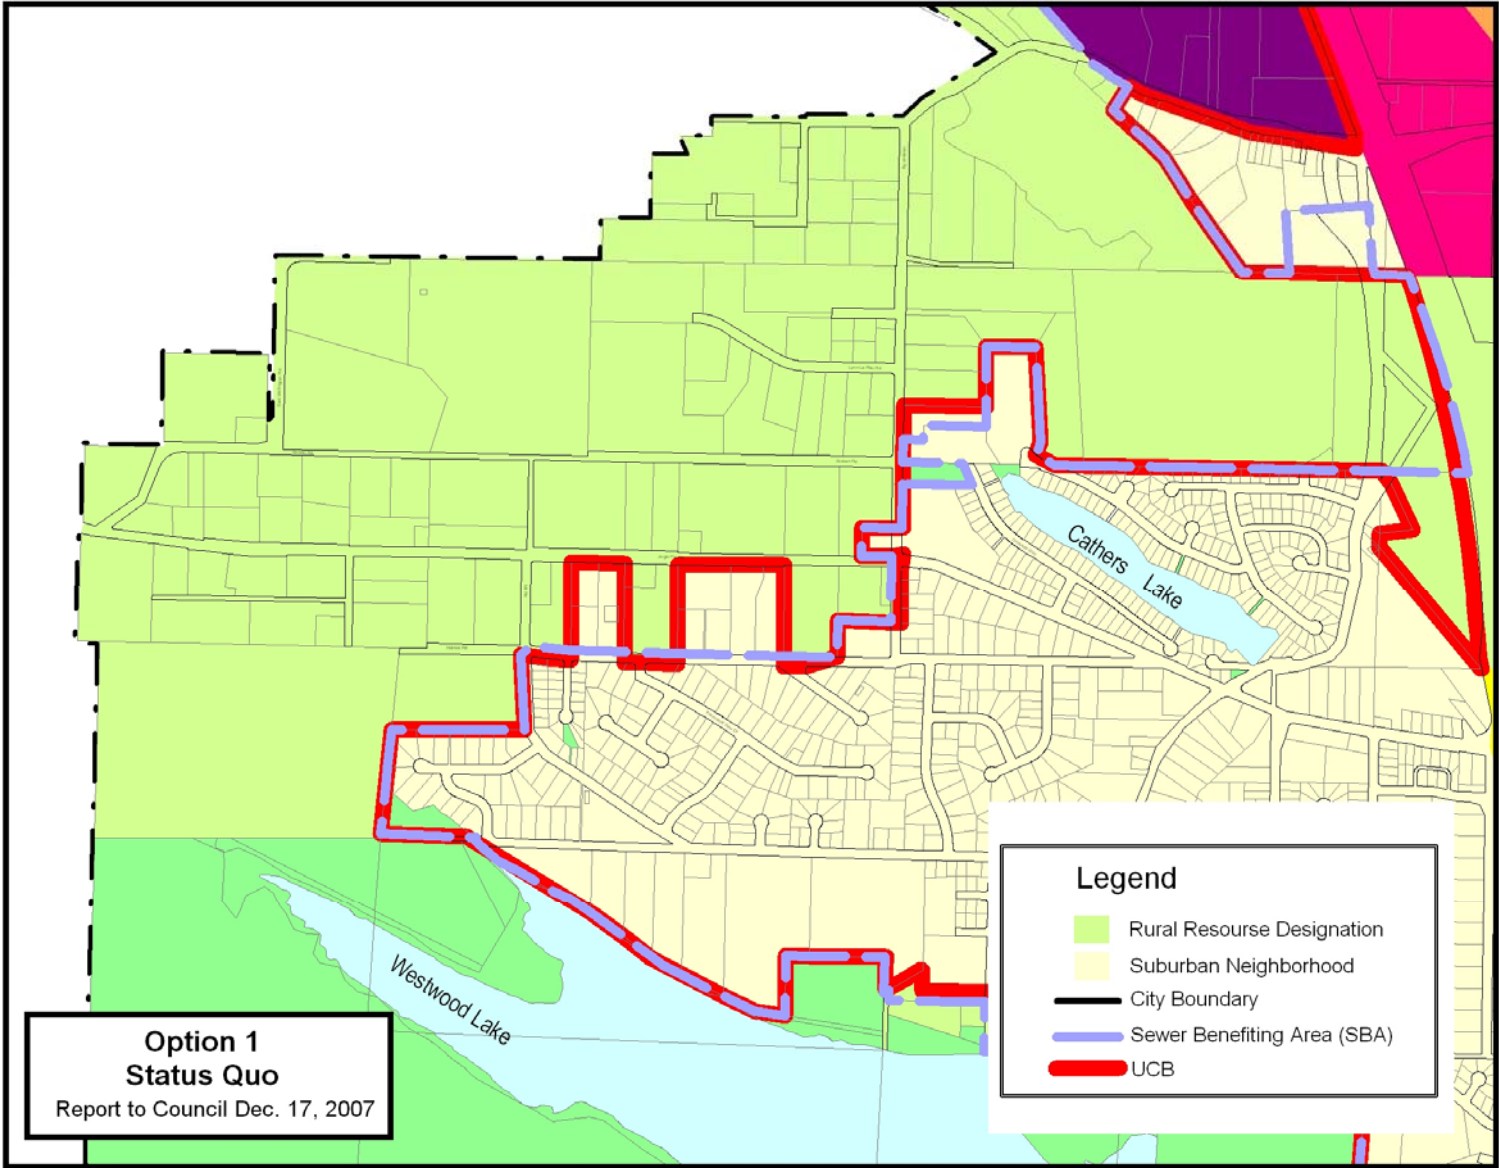 Cathers Lake
Westwood Lake
Legend
Rural Resourse Designation
Suburban Neighborhood
City Boundary
Sewer Benefiting Area (SBA)
UCB
Option 1
Status Quo
Report to Council Dec. 17, 2007